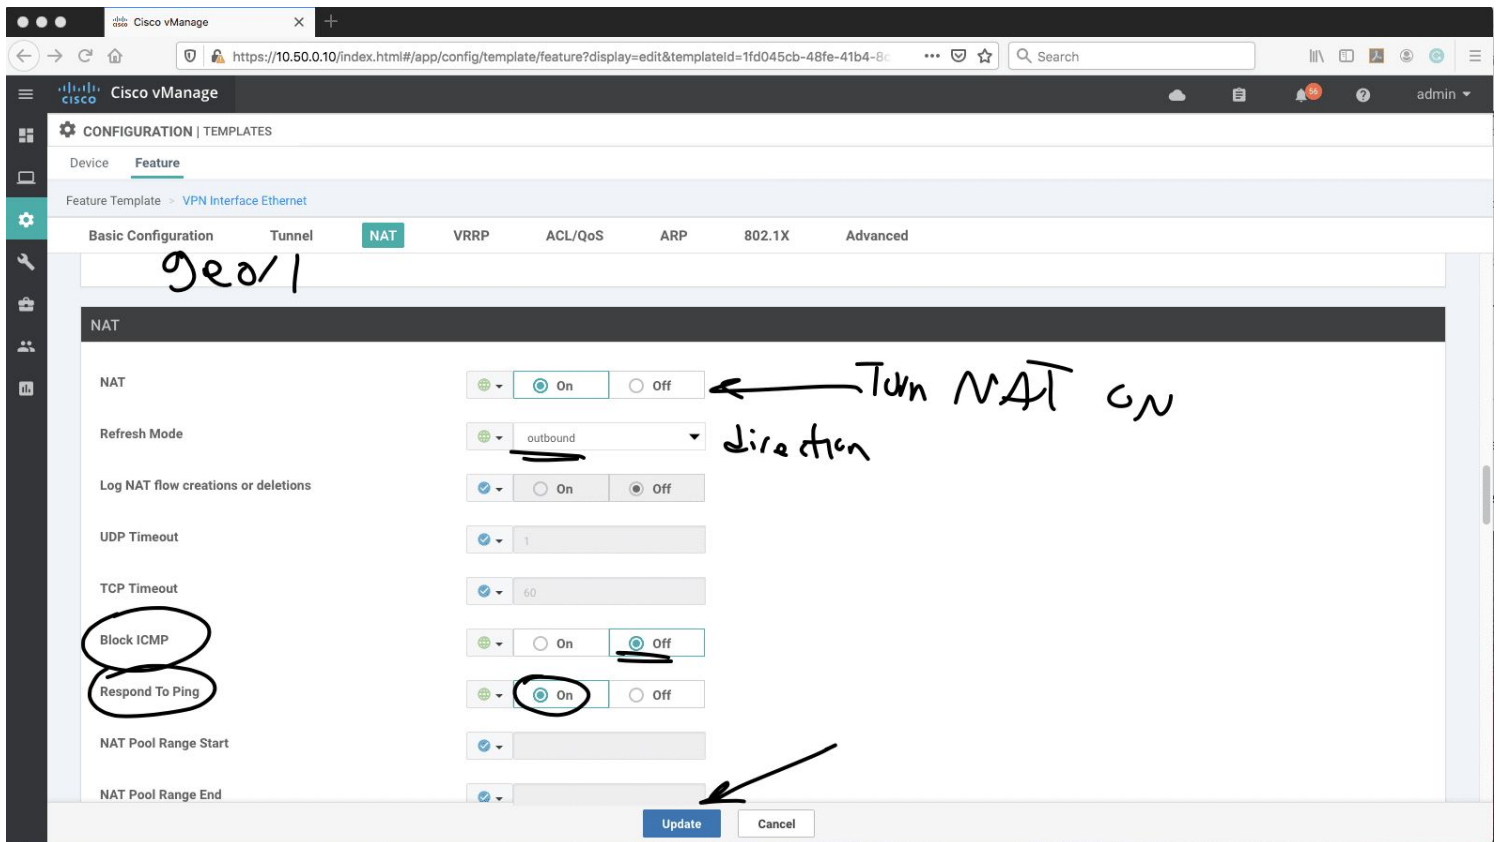 Cisco vManage
https://10.50.0.10/index.html#/app/config/template/feature?display=edit&templateId=1fd045cb-48fe-41b4-8c
Search
CISCO Cisco vManage
56
admin
CONFIGURATION | TEMPLATES
Device Feature
Feature Template > VPN Interface Ethernet
Basic Configuration Tunnel NAT VRRP ACL/QoS ARP 802.1X Advanced
geo/1
NAT
NAT On Off Turn NAT ON
Refresh Mode outbound direction
Log NAT flow creations or deletions On Off
UDP Timeout 1
TCP Timeout 60
Block ICMP On Off
Respond To Ping On Off
NAT Pool Range Start
NAT Pool Range End
Update Cancel